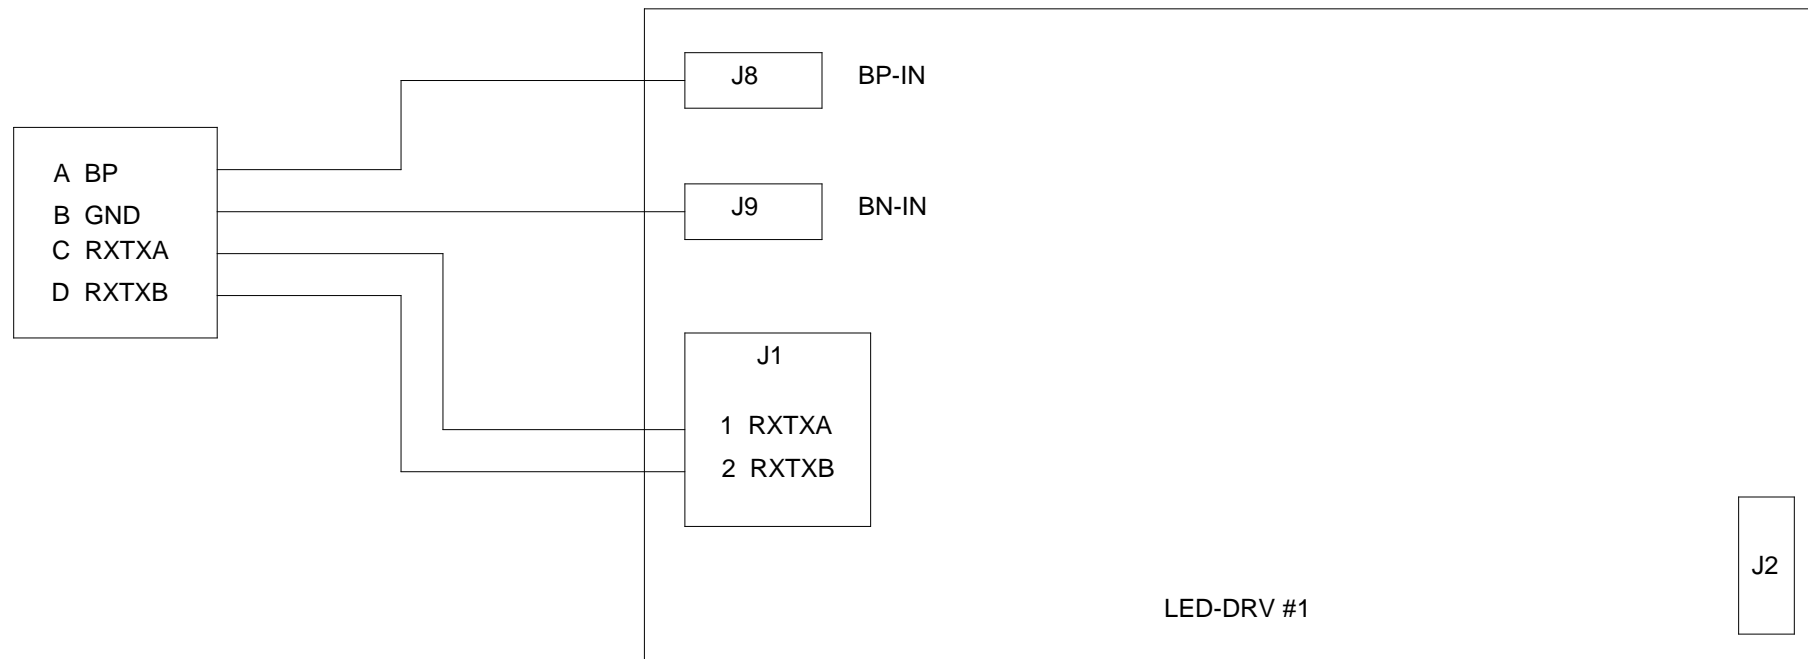 J8 BP-IN
A BP
B GND
C RXTXA
D RXTXB
J9 BN-IN
J1
1 RXTXA
2 RXTXB
J2
LED-DRV #1